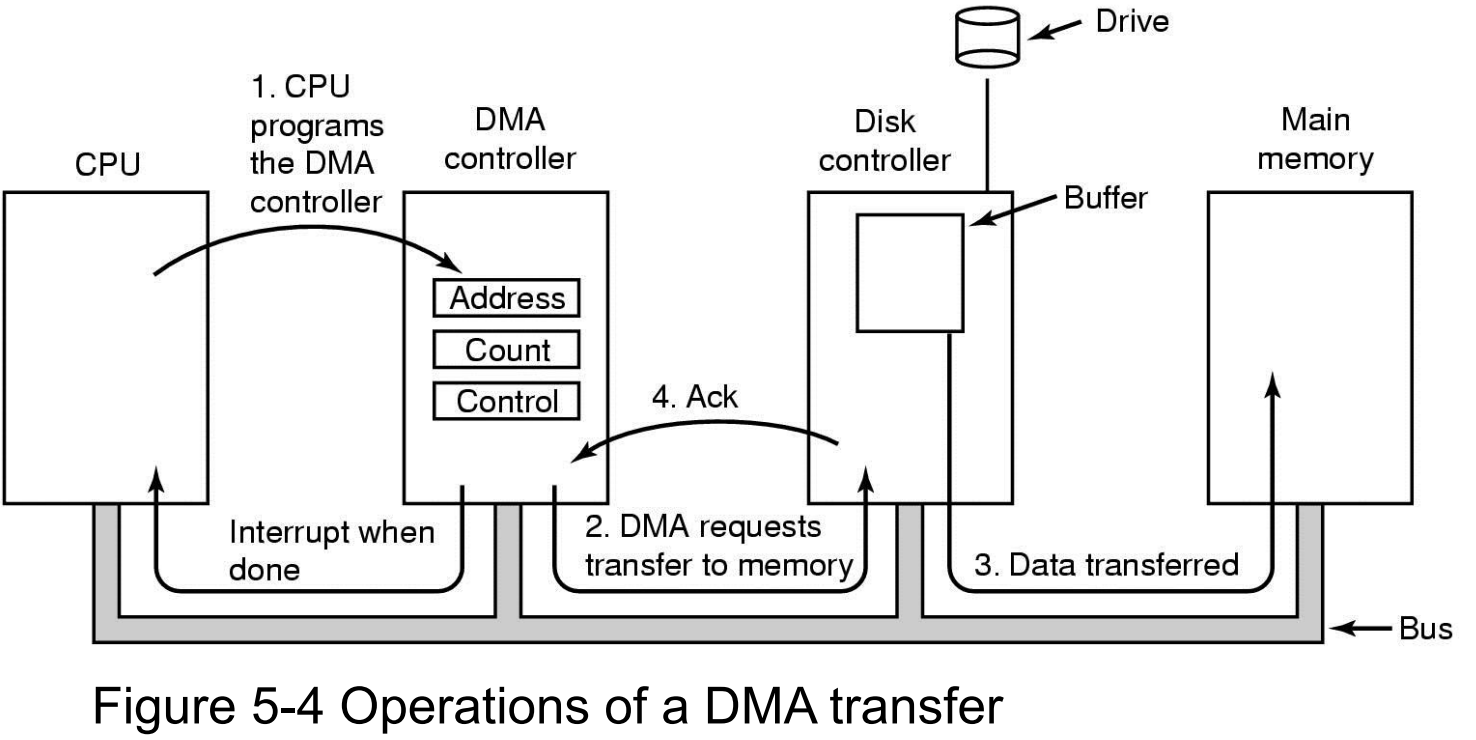 Drive
1. CPU
programs
the DMA
controller
DMA
controller
Disk
controller
Main
memory
CPU
Buffer
Address
Count
Control
4. Ack
Interrupt when
done
2. DMA requests
transfer to memory
3. Data transferred
Bus
Figure 5-4 Operations of a DMA transfer